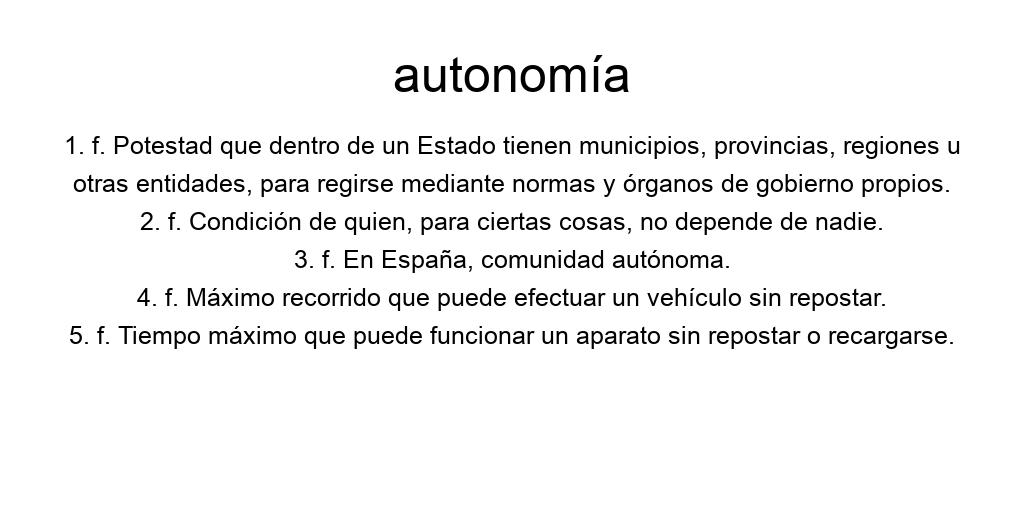 autonomía
1. f. Potestad que dentro de un Estado tienen municipios, provincias, regiones u
otras entidades, para regirse mediante normas y órganos de gobierno propios.
2. f. Condición de quien, para ciertas cosas, no depende de nadie.
3. f. En España, comunidad autónoma.
4. f. Máximo recorrido que puede efectuar un vehículo sin repostar.
5. f. Tiempo máximo que puede funcionar un aparato sin repostar o recargarse.